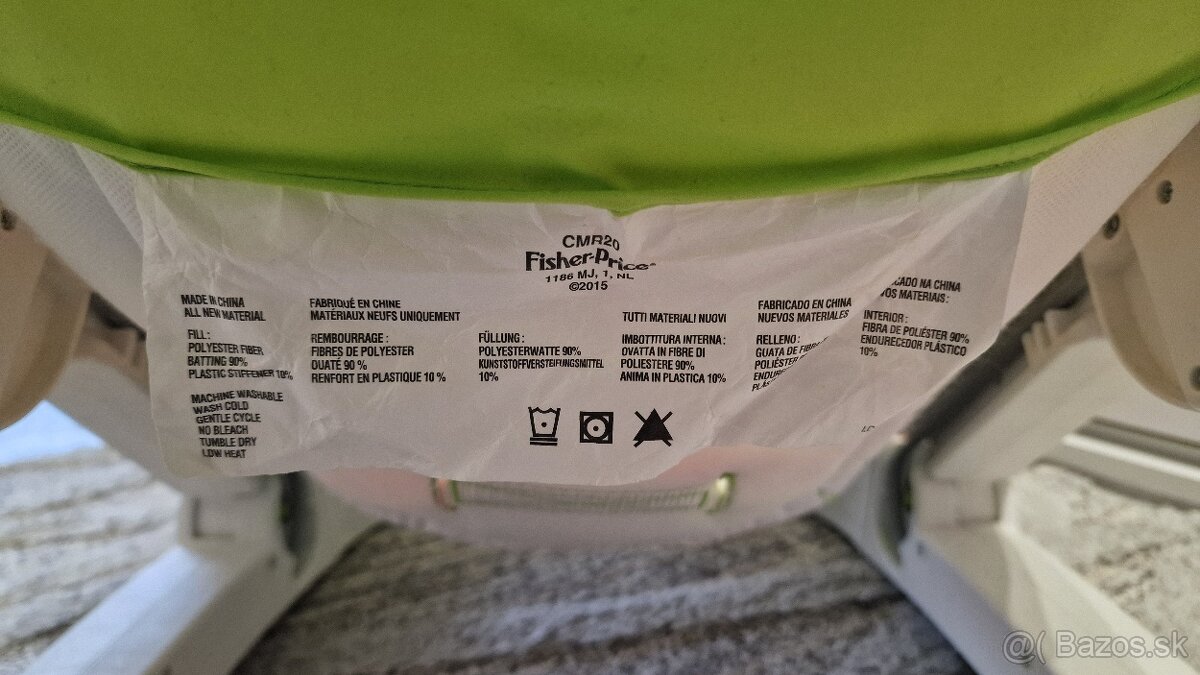 CMR20
Fisher-Price®
1186 MJ, 1, NL
©2015
MADE IN CHINA
ALL NEW MATERIAL
FILL:
POLYESTER FIBER
BATTING 90%
PLASTIC STIFFENER 10%
MACHINE WASHABLE
WASH COLD
GENTLE CYCLE
NO BLEACH
TUMBLE DRY
LOW HEAT
FABRIQUÉ EN CHINE
MATÉRIAUX NEUFS UNIQUEMENT
REMBOURRAGE :
FIBRES DE POLYESTER
OUATÉ 90 %
RENFORT EN PLASTIQUE 10 %
FÜLLUNG:
POLYESTERWATTE 90%
KUNSTSTOFFVERSTEIFUNGSMITTEL
10%
TUTTI MATERIALI NUOVI
IMBOTTITURA INTERNA:
OVATTA IN FIBRE DI
POLIESTERE 90%
ANIMA IN PLASTICA 10%
FABRICADO EN CHINA
NUEVOS MATERIALES
RELLENO:
GUATA DE
NA CHINA
MATERIAIS:
INTERIOR:
FIBRA DE POLIÉSTER 90%
ENDURECEDOR PLÁSTICO
10%
@( Bazos.sk